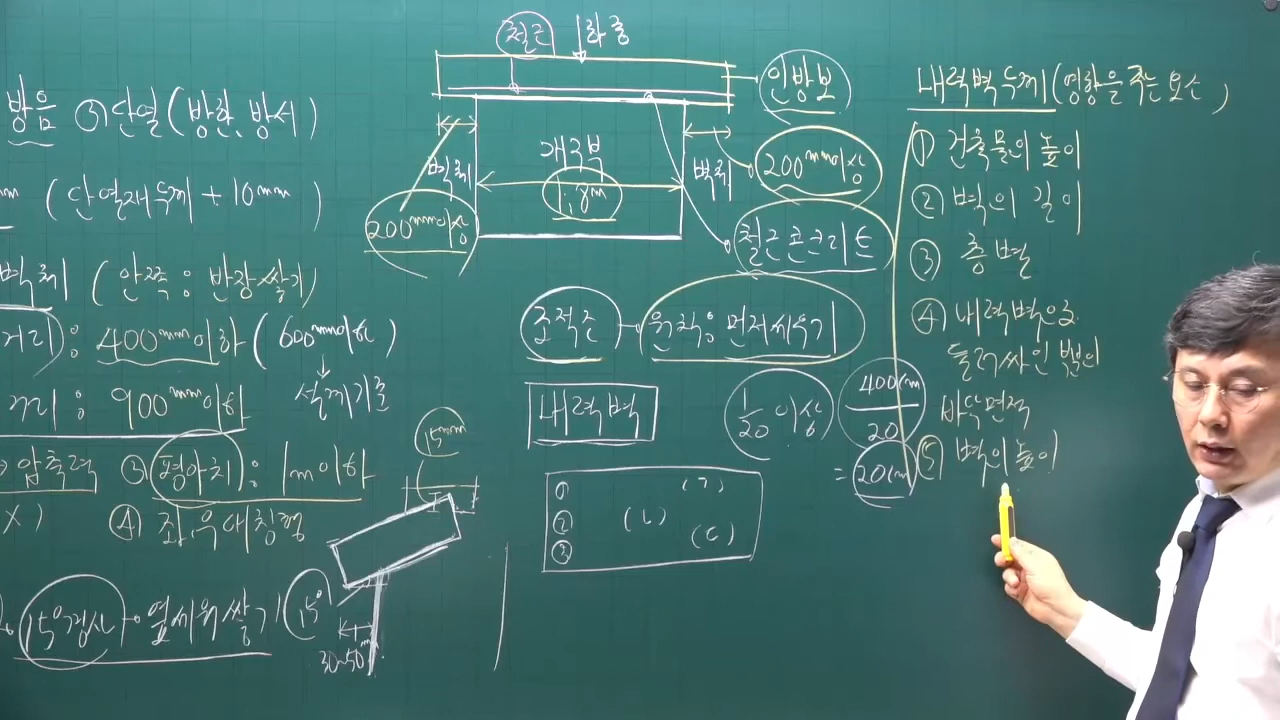 방음 ③ 단열(방한, 방서)
mm (단열재두께 + 10mm)
벽체 (안쪽 : 반장쌓기)
거리) : 400mm이하 (600mm이하)
↓
설계기준
900mm이하
압축력 ③ 평아치 : 1m이하
X) ④ 좌우대칭형
15°경사 → 옆세워쌓기
15mm
15°
30~50mm
철근
↓하중
인방보
개구부
1.8m
벽체
벽체
200mm이상
200mm이상
철근콘크리트
조적조 원칙 : 먼저세우기
내력벽
1/20 이상
400cm/20
= 20cm
① (ㄱ)
② (ㄴ)
③ (ㄷ)
내력벽두께(영향을 주는 요소)
① 건축물의 높이
② 벽의 길이
③ 층별
④ 내력벽으로
둘러싸인 벽의
바닥면적
⑤ 벽의 높이